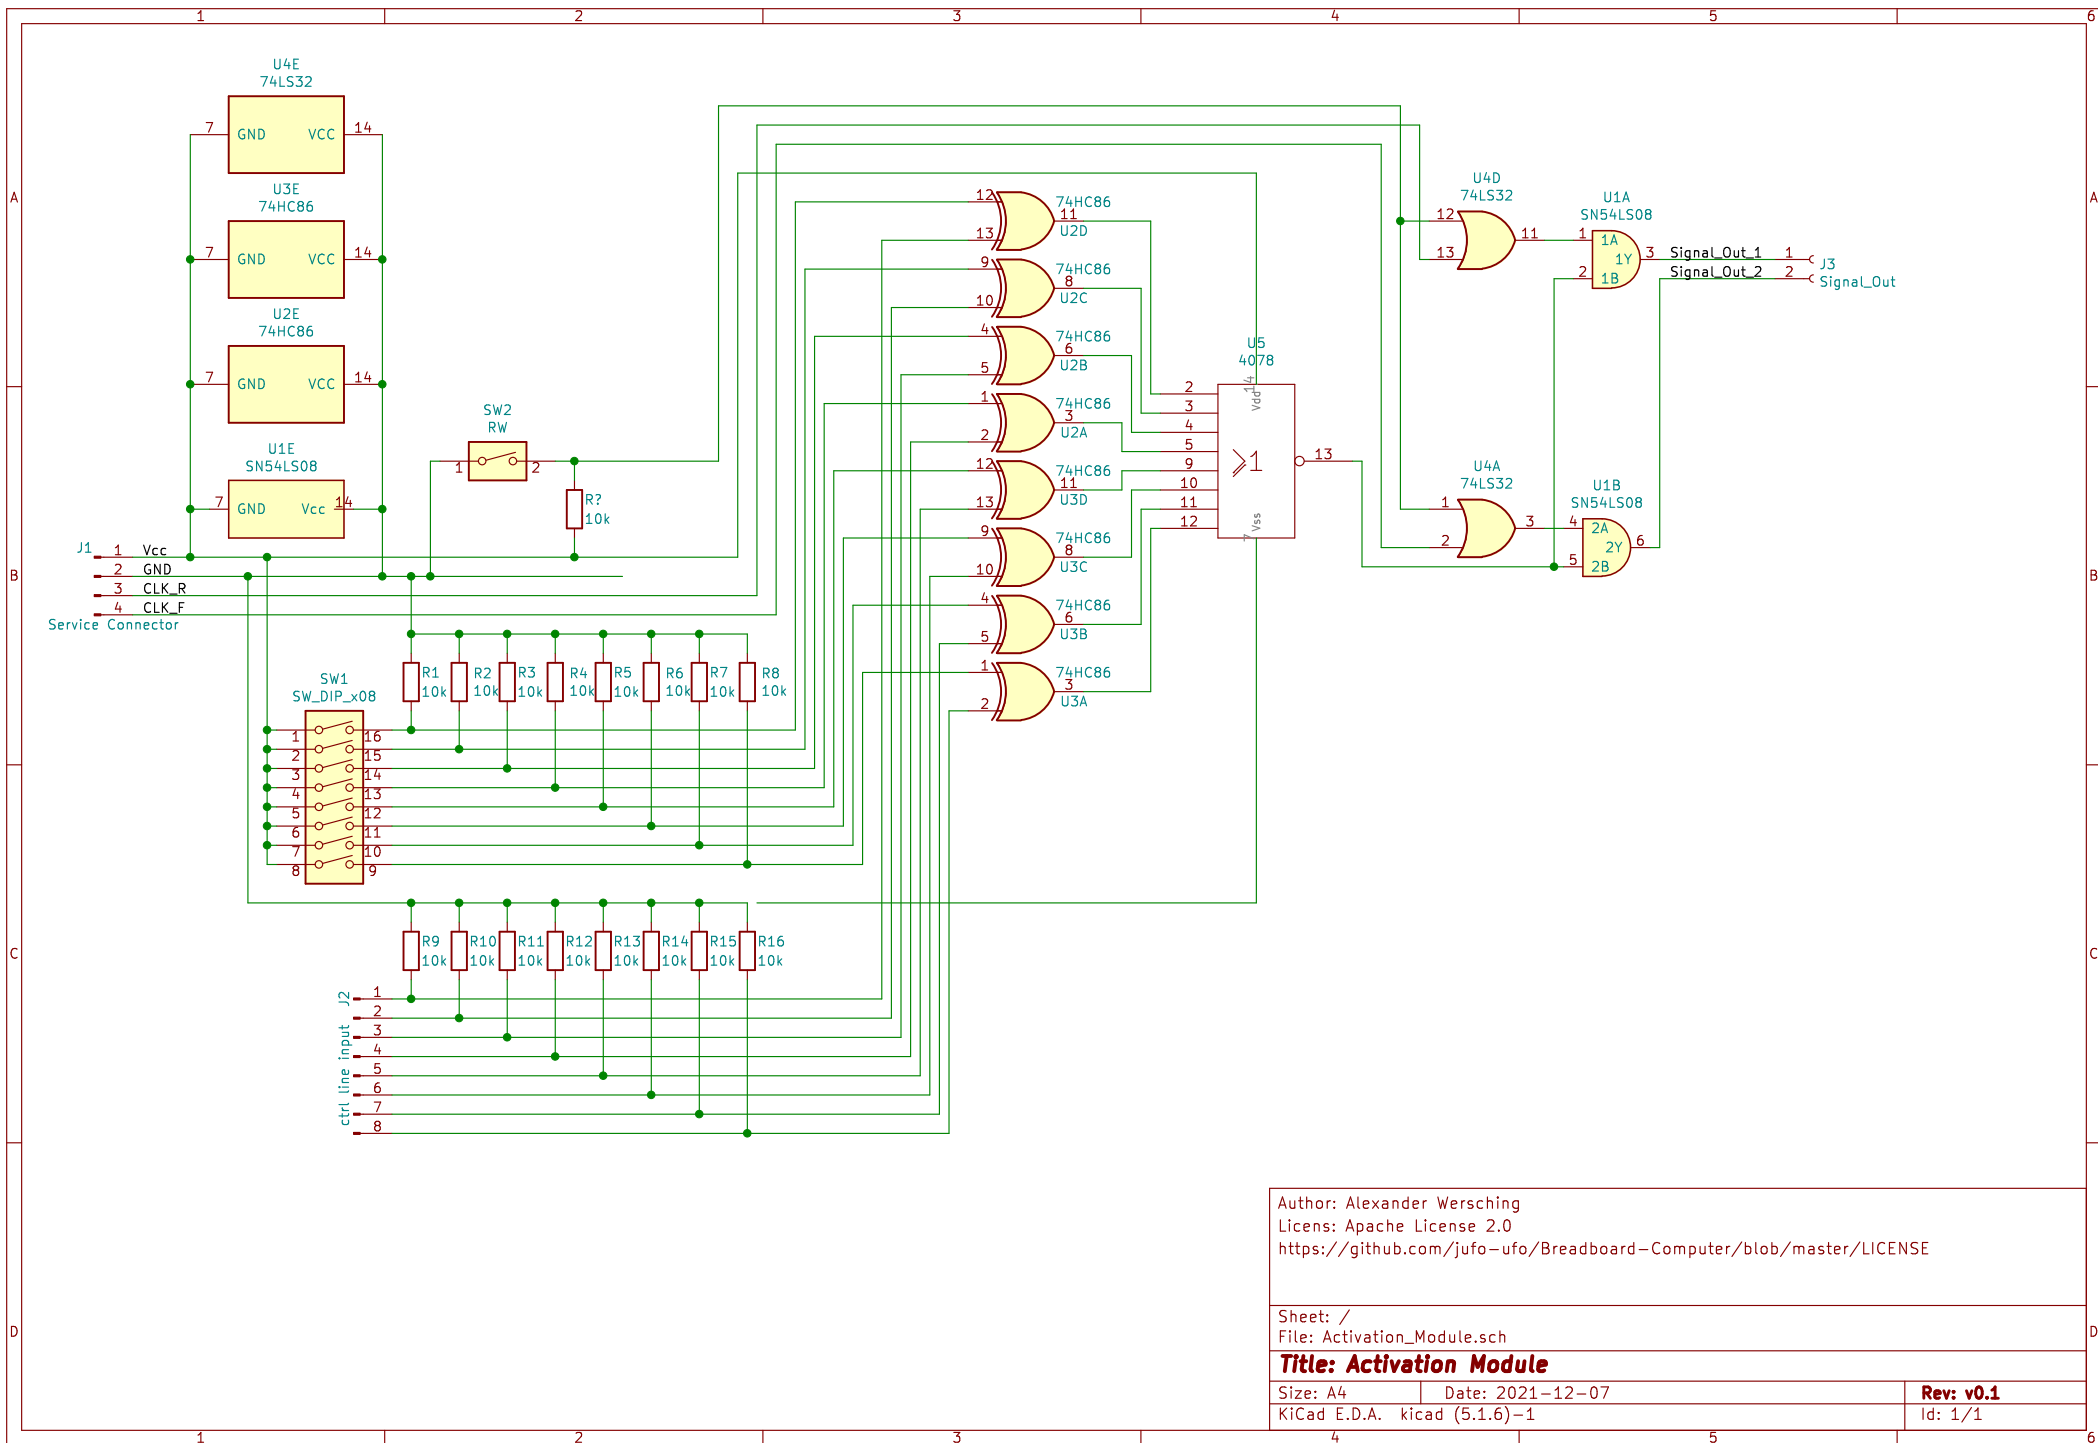 1 2 3 4 5 6
A A
B B
C C
D D
U4E
74LS32
7 GND VCC 14
U3E
74HC86
7 GND VCC 14
U2E
74HC86
7 GND VCC 14
U1E
SN54LS08
7 GND Vcc 14
SW2
RW
1 2
R?
10k
J1
1 Vcc
2 GND
3 CLK_R
4 CLK_F
Service Connector
R1 R2 R3 R4 R5 R6 R7 R8
10k 10k 10k 10k 10k 10k 10k 10k
SW1
SW_DIP_x08
1 16
2 15
3 14
4 13
5 12
6 11
7 10
8 9
R9 R10 R11 R12 R13 R14 R15 R16
10k 10k 10k 10k 10k 10k 10k 10k
J2
ctrl line input
1
2
3
4
5
6
7
8
12 74HC86
11
13 U2D
9 74HC86
8
10 U2C
4 74HC86
6
5 U2B
1 74HC86
3
2 U2A
12 74HC86
11
13 U3D
9 74HC86
8
10 U3C
4 74HC86
6
5 U3B
1 74HC86
3
2 U3A
U5
4078
14
Vdd
2
3
4
5
9
10
11
12
⩾1
13
Vss
7
U4D
74LS32
12
11
13
U1A
SN54LS08
1 1A
1Y 3
2 1B
Signal_Out_1 1
Signal_Out_2 2
J3
Signal_Out
U4A
74LS32
1
3
2
U1B
SN54LS08
4 2A
2Y 6
5 2B
Author: Alexander Wersching
Licens: Apache License 2.0
https://github.com/jufo-ufo/Breadboard-Computer/blob/master/LICENSE
Sheet: /
File: Activation_Module.sch
Title: Activation Module
Size: A4 Date: 2021-12-07 Rev: v0.1
KiCad E.D.A. kicad (5.1.6)-1 Id: 1/1
1 2 3 4 5 6